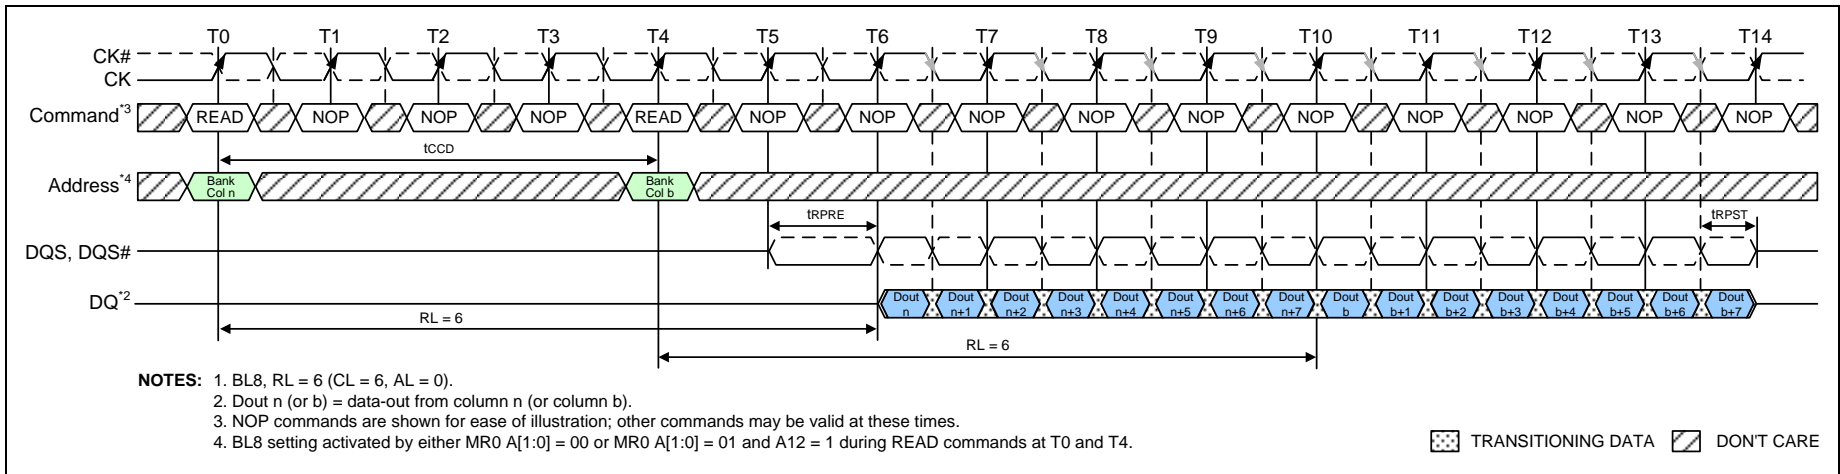 T0 T1 T2 T3 T4 T5 T6 T7 T8 T9 T10 T11 T12 T13 T14
CK#
CK
Command*3 READ NOP NOP NOP READ NOP NOP NOP NOP NOP NOP NOP NOP NOP NOP
tCCD
Address*4 Bank Col n Bank Col b
tRPRE tRPST
DQS, DQS#
DQ*2 Dout n Dout n+1 Dout n+2 Dout n+3 Dout n+4 Dout n+5 Dout n+6 Dout n+7 Dout b Dout b+1 Dout b+2 Dout b+3 Dout b+4 Dout b+5 Dout b+6 Dout b+7
RL = 6
RL = 6
NOTES: 1. BL8, RL = 6 (CL = 6, AL = 0).
2. Dout n (or b) = data-out from column n (or column b).
3. NOP commands are shown for ease of illustration; other commands may be valid at these times.
4. BL8 setting activated by either MR0 A[1:0] = 00 or MR0 A[1:0] = 01 and A12 = 1 during READ commands at T0 and T4.
TRANSITIONING DATA DON'T CARE